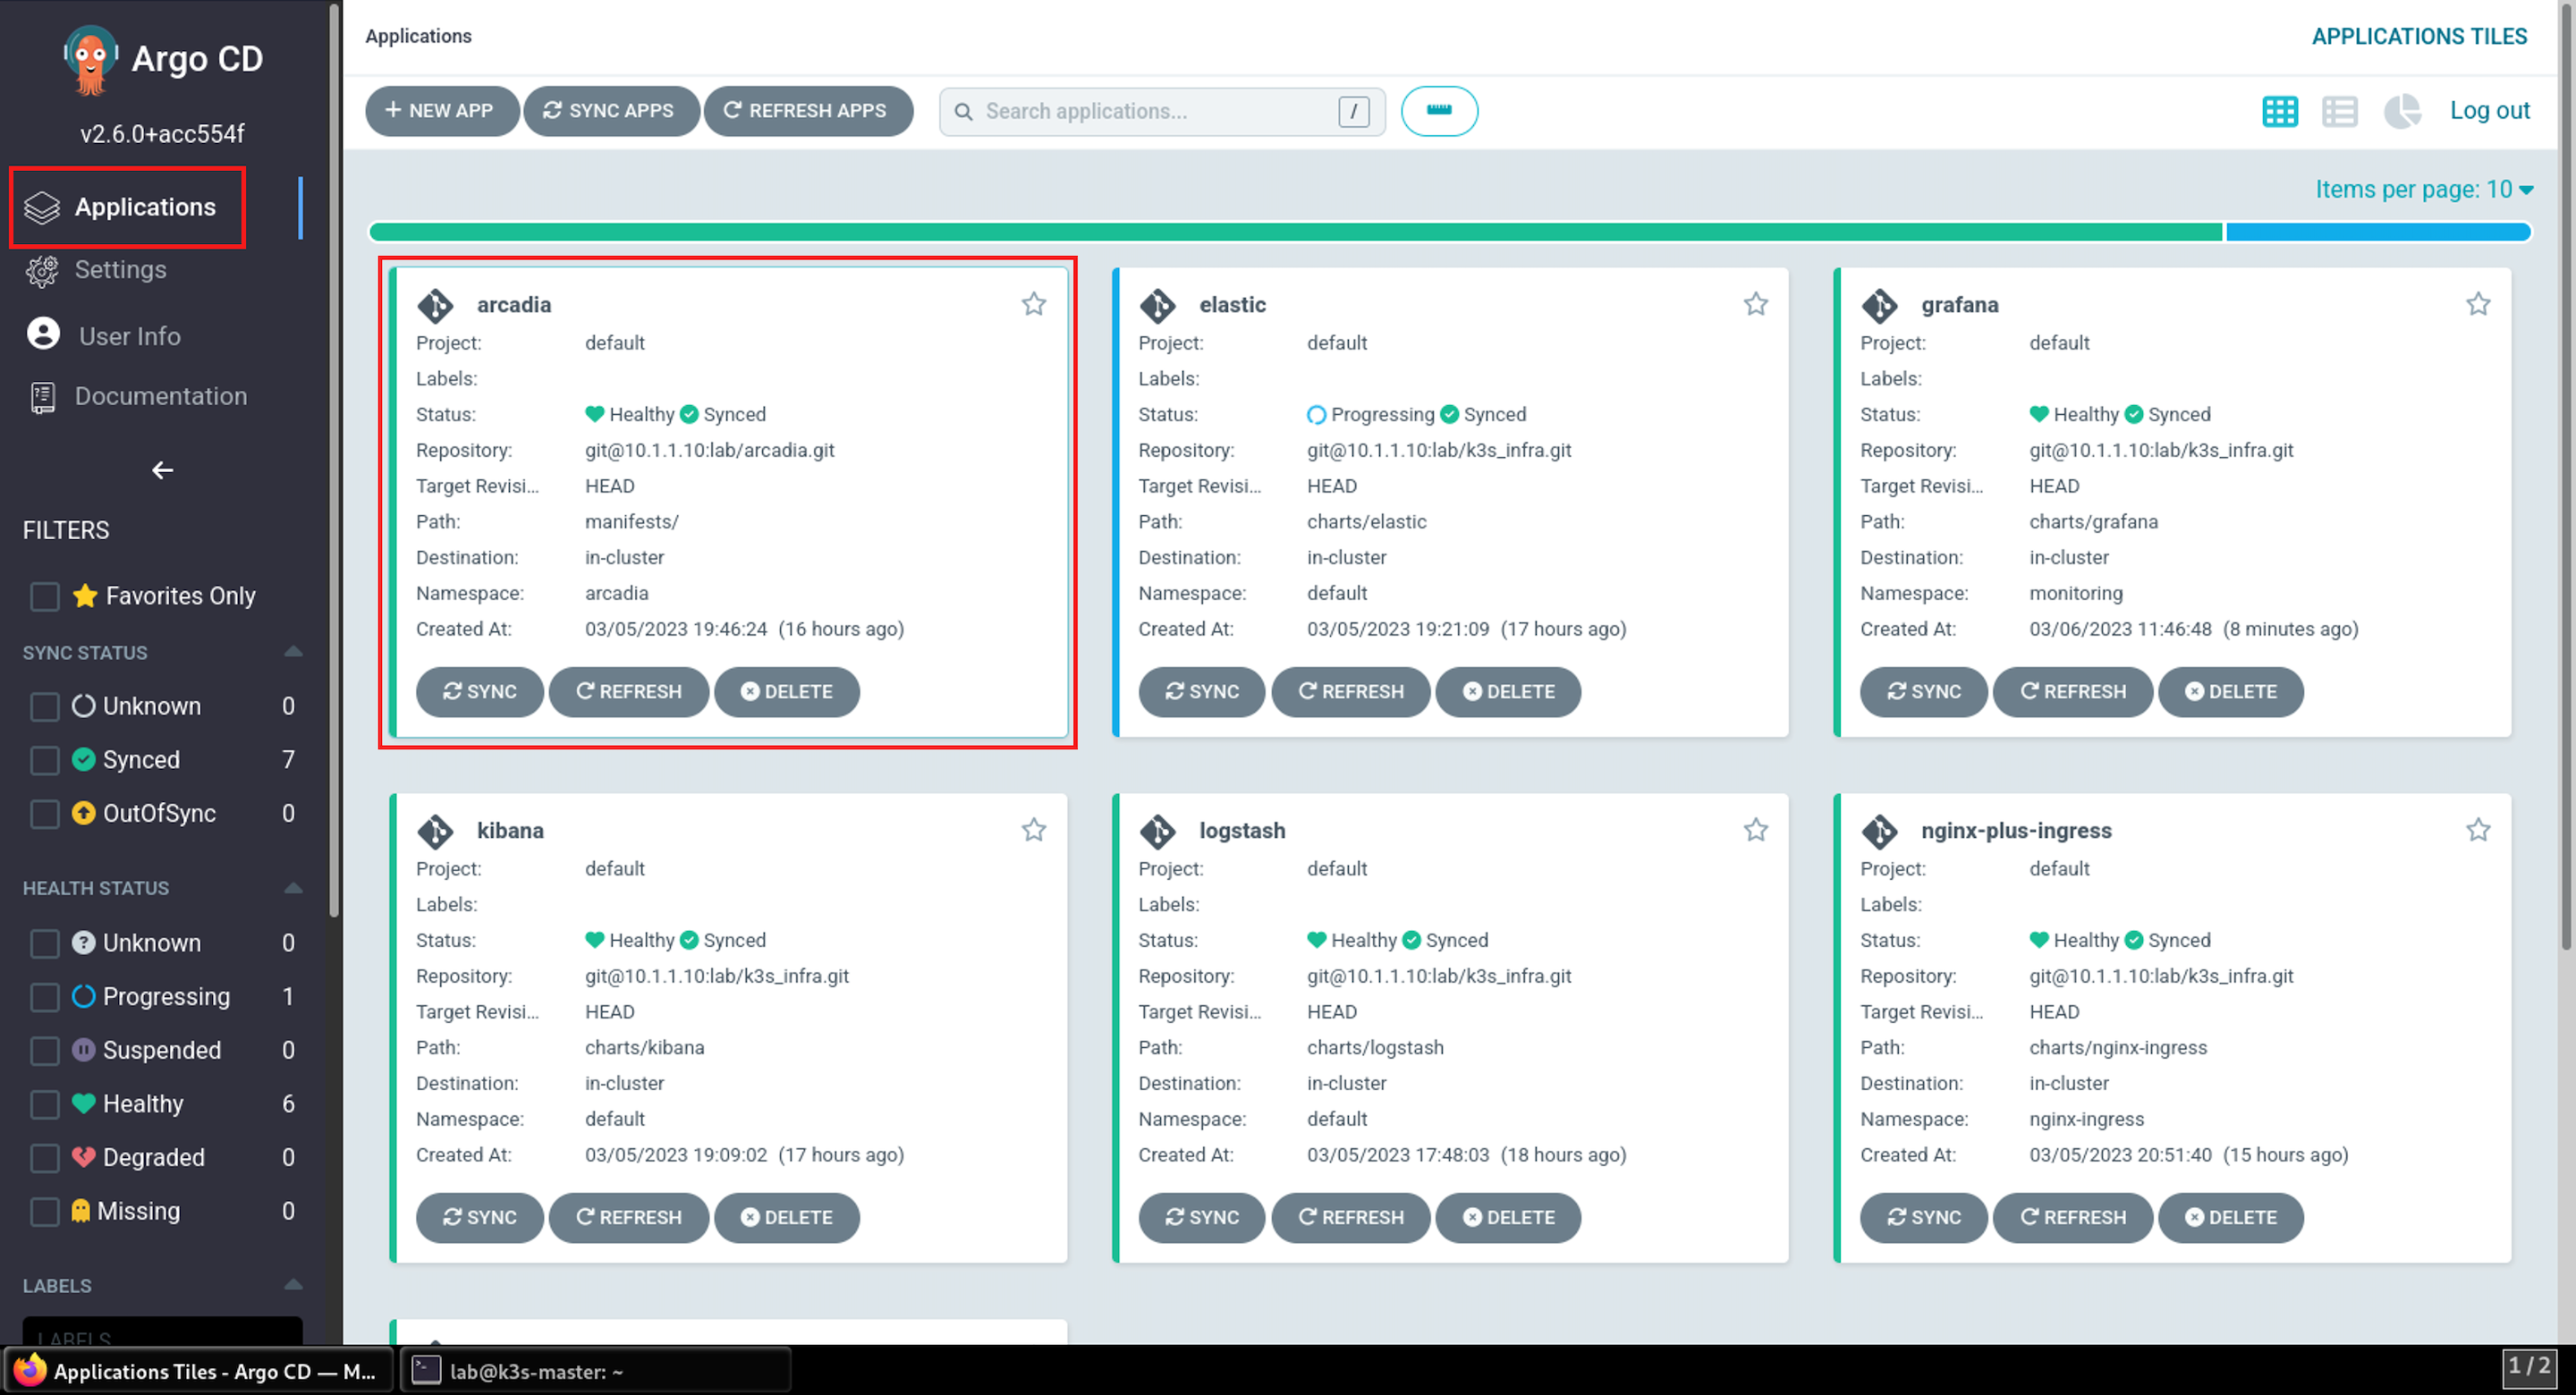 Argo CD
v2.6.0+acc554f
Applications
Settings
User Info
Documentation
FILTERS
Favorites Only
SYNC STATUS
Unknown 0
Synced 7
OutOfSync 0
HEALTH STATUS
Unknown 0
Progressing 1
Suspended 0
Healthy 6
Degraded 0
Missing 0
LABELS
LABELS
Applications
APPLICATIONS TILES
+ NEW APP
SYNC APPS
REFRESH APPS
Search applications...
/
Log out
Items per page: 10
arcadia
Project: default
Labels:
Status: Healthy Synced
Repository: git@10.1.1.10:lab/arcadia.git
Target Revisi... HEAD
Path: manifests/
Destination: in-cluster
Namespace: arcadia
Created At: 03/05/2023 19:46:24 (16 hours ago)
SYNC REFRESH DELETE
elastic
Project: default
Labels:
Status: Progressing Synced
Repository: git@10.1.1.10:lab/k3s_infra.git
Target Revisi... HEAD
Path: charts/elastic
Destination: in-cluster
Namespace: default
Created At: 03/05/2023 19:21:09 (17 hours ago)
SYNC REFRESH DELETE
grafana
Project: default
Labels:
Status: Healthy Synced
Repository: git@10.1.1.10:lab/k3s_infra.git
Target Revisi... HEAD
Path: charts/grafana
Destination: in-cluster
Namespace: monitoring
Created At: 03/06/2023 11:46:48 (8 minutes ago)
SYNC REFRESH DELETE
kibana
Project: default
Labels:
Status: Healthy Synced
Repository: git@10.1.1.10:lab/k3s_infra.git
Target Revisi... HEAD
Path: charts/kibana
Destination: in-cluster
Namespace: default
Created At: 03/05/2023 19:09:02 (17 hours ago)
SYNC REFRESH DELETE
logstash
Project: default
Labels:
Status: Healthy Synced
Repository: git@10.1.1.10:lab/k3s_infra.git
Target Revisi... HEAD
Path: charts/logstash
Destination: in-cluster
Namespace: default
Created At: 03/05/2023 17:48:03 (18 hours ago)
SYNC REFRESH DELETE
nginx-plus-ingress
Project: default
Labels:
Status: Healthy Synced
Repository: git@10.1.1.10:lab/k3s_infra.git
Target Revisi... HEAD
Path: charts/nginx-ingress
Destination: in-cluster
Namespace: nginx-ingress
Created At: 03/05/2023 20:51:40 (15 hours ago)
SYNC REFRESH DELETE
Applications Tiles - Argo CD — M...
lab@k3s-master: ~
1 / 2